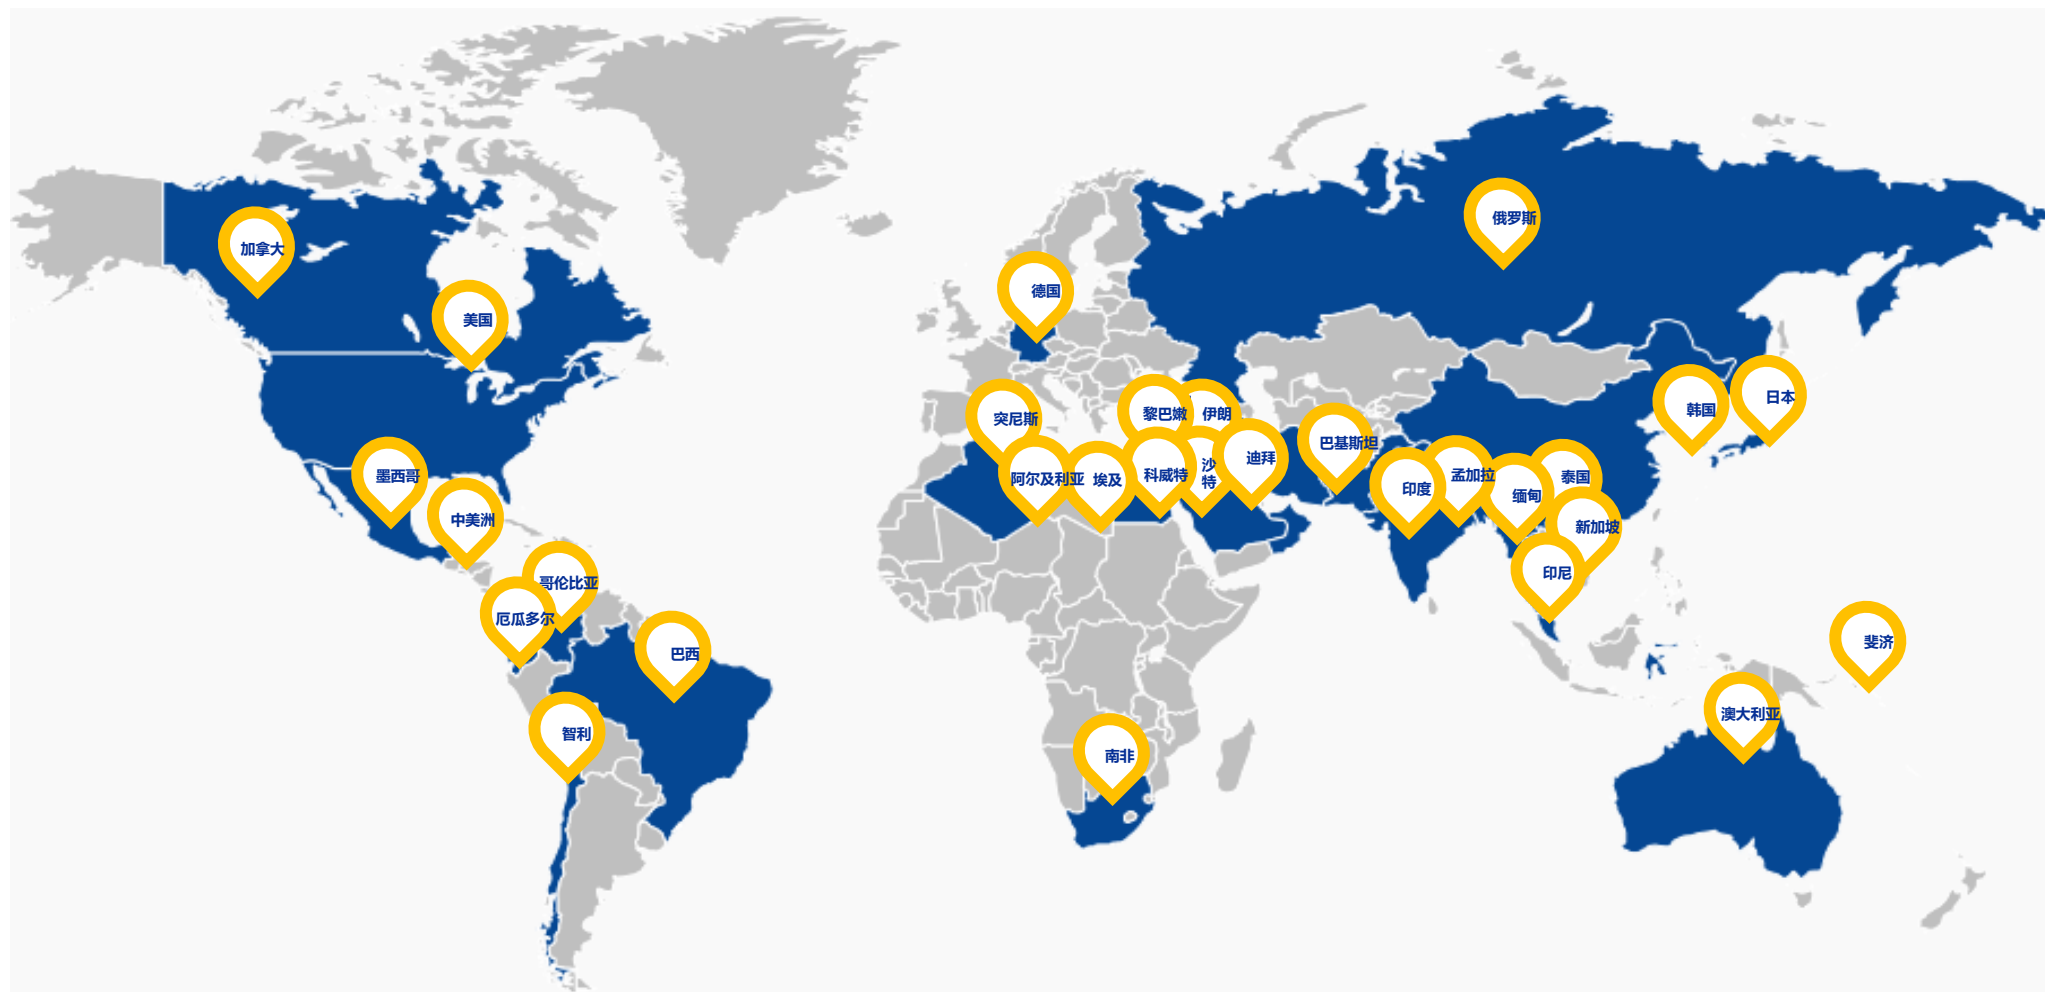 俄罗斯
加拿大
德国
美国
日本
韩国
黎巴嫩
伊朗
突尼斯
巴基斯坦
迪拜
沙
特
墨西哥
阿尔及利亚
埃及
科威特
印度
孟加拉
泰国
缅甸
中美洲
新加坡
印尼
哥伦比亚
厄瓜多尔
斐济
巴西
澳大利亚
智利
南非